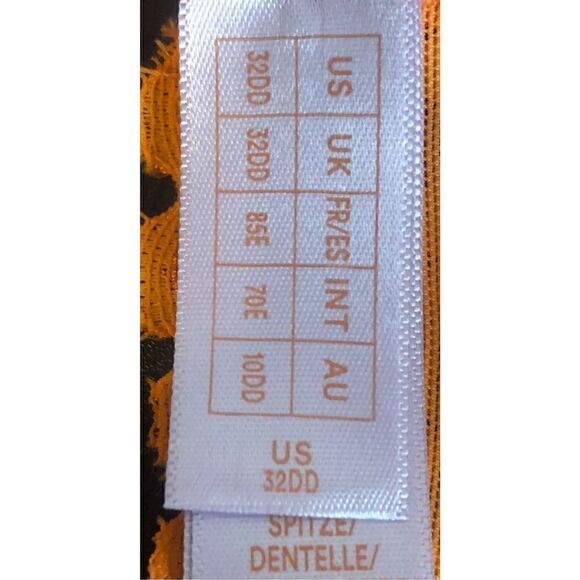 US UK FR/ES INT AU
32DD 32DD 85E 70E 10DD
US
32DD
SPITZE/
DENTELLE/